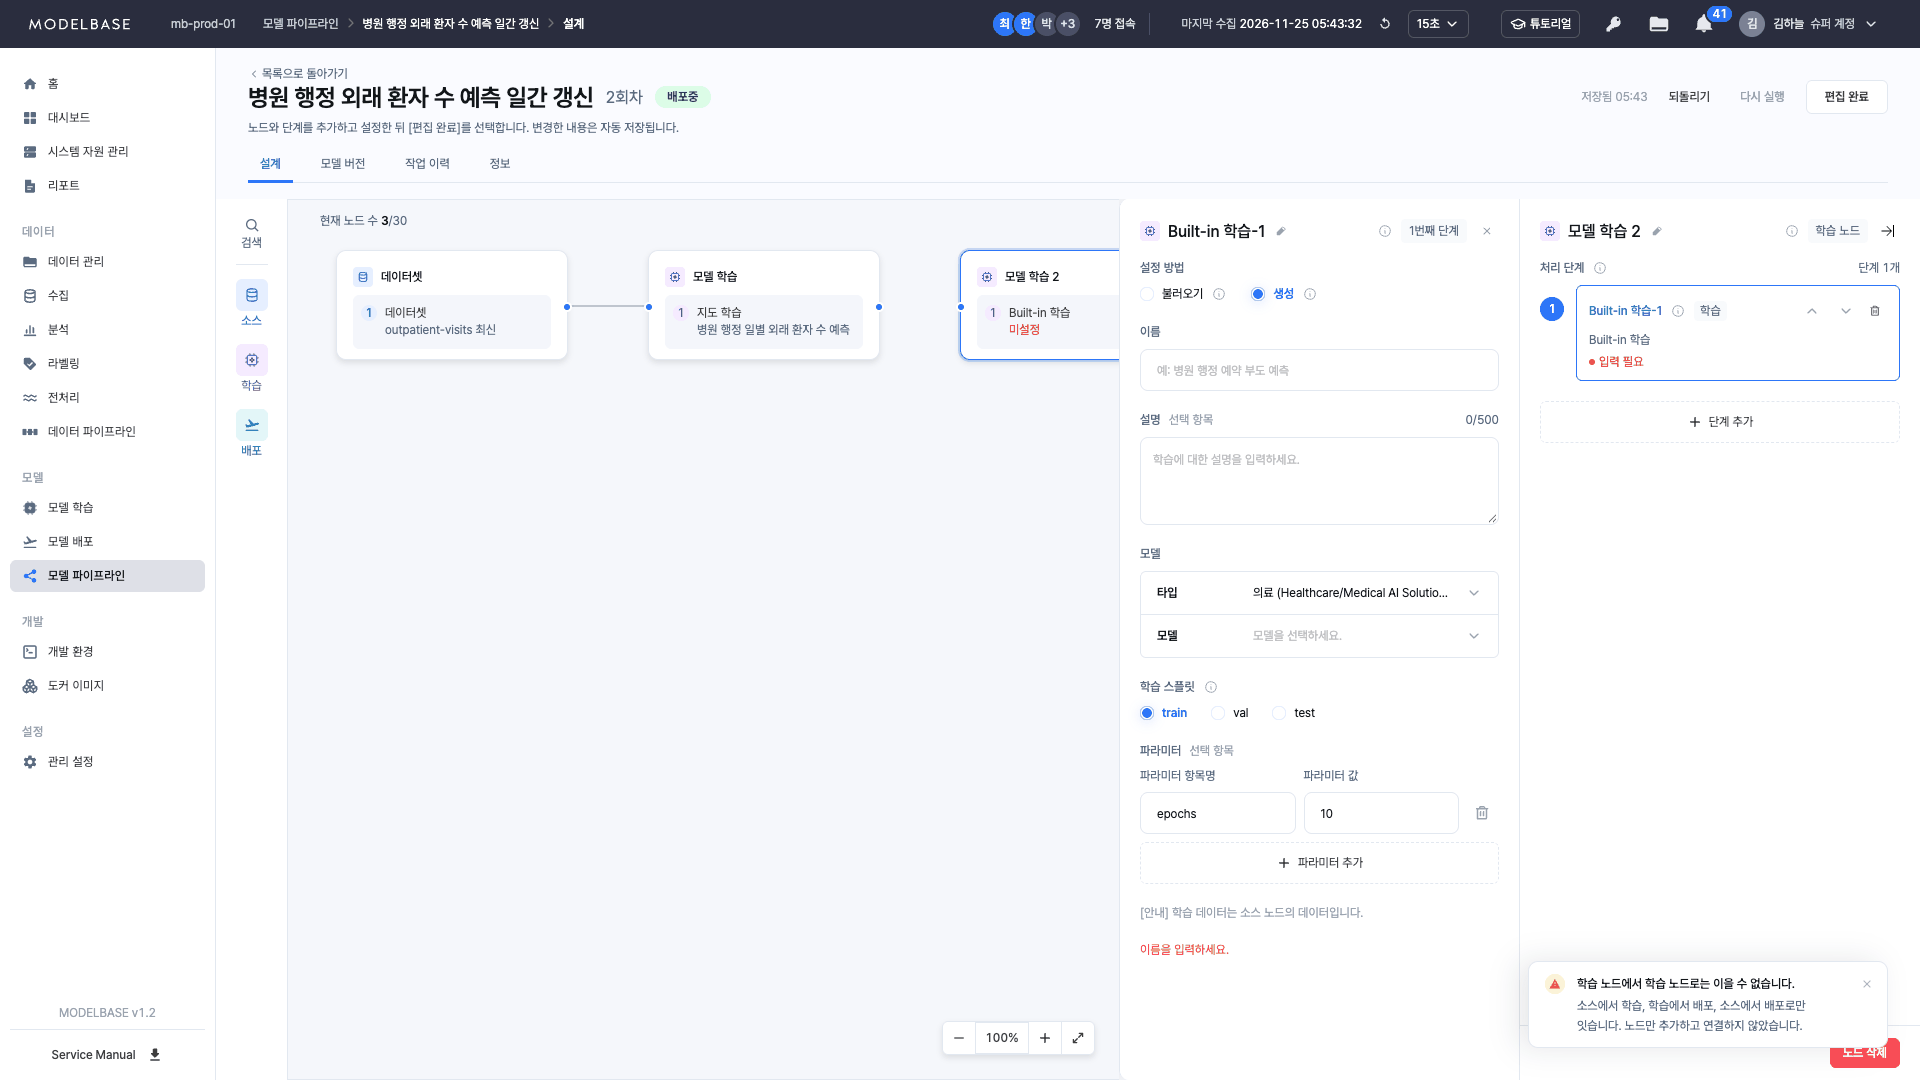 MODELBASE
mb-prod-01
모델 파이프라인 > 병원 행정 외래 환자 수 예측 일간 갱신 > 설계
최 한 박 +3 7명 접속
마지막 수집 2026-11-25 05:43:32
15초
튜토리얼
41
김 김하늘 슈퍼 계정
홈
대시보드
시스템 자원 관리
리포트
데이터
데이터 관리
수집
분석
라벨링
전처리
데이터 파이프라인
모델
모델 학습
모델 배포
모델 파이프라인
개발
개발 환경
도커 이미지
설정
관리 설정
MODELBASE v1.2
Service Manual
목록으로 돌아가기
병원 행정 외래 환자 수 예측 일간 갱신 2회차 배포중
노드와 단계를 추가하고 설정한 뒤 [편집 완료]를 선택합니다. 변경한 내용은 자동 저장됩니다.
저장됨 05:43 되돌리기 다시 실행 편집 완료
설계 모델 버전 작업 이력 정보
검색
소스
학습
배포
현재 노드 수 3/30
데이터셋
1 데이터셋
outpatient-visits 최신
모델 학습
1 지도 학습
병원 행정 일별 외래 환자 수 예측
모델 학습 2
1 Built-in 학습
미설정
100%
Built-in 학습-1
1번째 단계
설정 방법
불러오기 생성
이름
예: 병원 행정 예약 부도 예측
설명 선택 항목 0/500
학습에 대한 설명을 입력하세요.
모델
타입 의료 (Healthcare/Medical AI Solutio...
모델 모델을 선택하세요.
학습 스플릿
train val test
파라미터 선택 항목
파라미터 항목명 파라미터 값
epochs 10
파라미터 추가
[안내] 학습 데이터는 소스 노드의 데이터입니다.
이름을 입력하세요.
모델 학습 2
학습 노드
처리 단계 단계 1개
1 Built-in 학습-1 학습
Built-in 학습
입력 필요
단계 추가
학습 노드에서 학습 노드로는 이을 수 없습니다.
소스에서 학습, 학습에서 배포, 소스에서 배포로만
잇습니다. 노드만 추가하고 연결하지 않았습니다.
노드 삭제